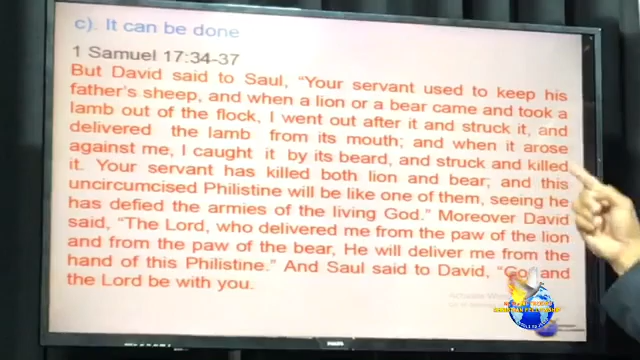 c). It can be done
1 Samuel 17:34-37
But David said to Saul, “Your servant used to keep his
father’s sheep, and when a lion or a bear came and took a
lamb out of the flock, I went out after it and struck it, and
delivered the lamb from its mouth; and when it arose
against me, I caught it by its beard, and struck and killed
it. Your servant has killed both lion and bear; and this
uncircumcised Philistine will be like one of them, seeing he
has defied the armies of the living God.” Moreover David
said, “The Lord, who delivered me from the paw of the lion
and from the paw of the bear, He will deliver me from the
hand of this Philistine.” And Saul said to David, “Go, and
the Lord be with you.
PHILIPS